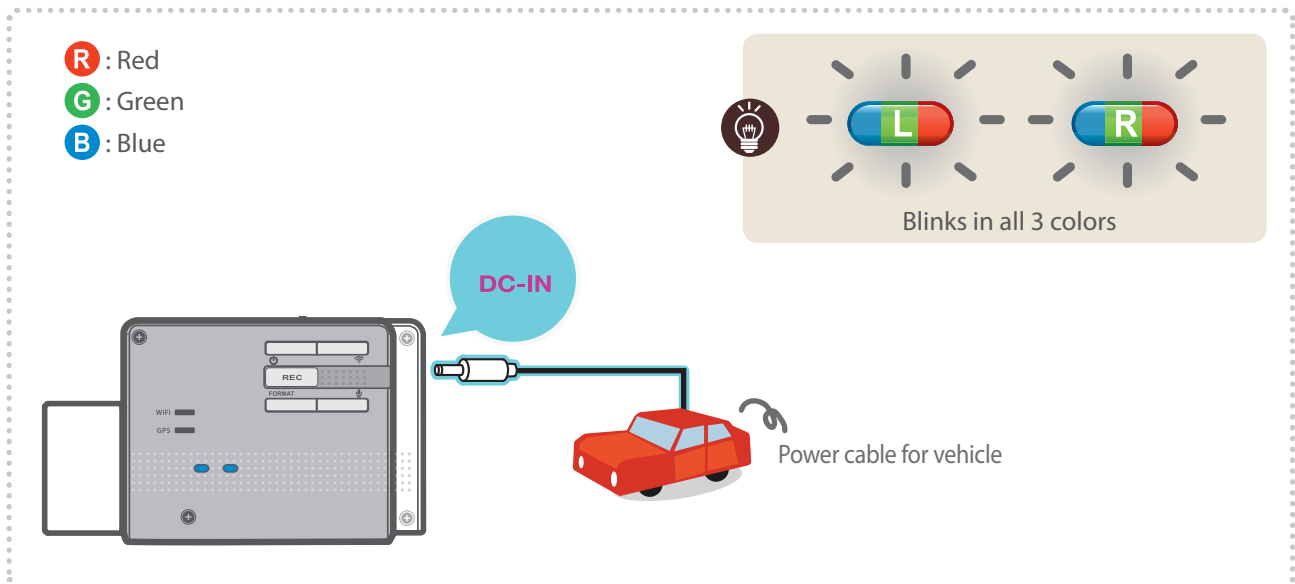 R : Red
G : Green
B : Blue
L
R
Blinks in all 3 colors
DC-IN
REC
FORMAT
WiFi
GPS
Power cable for vehicle